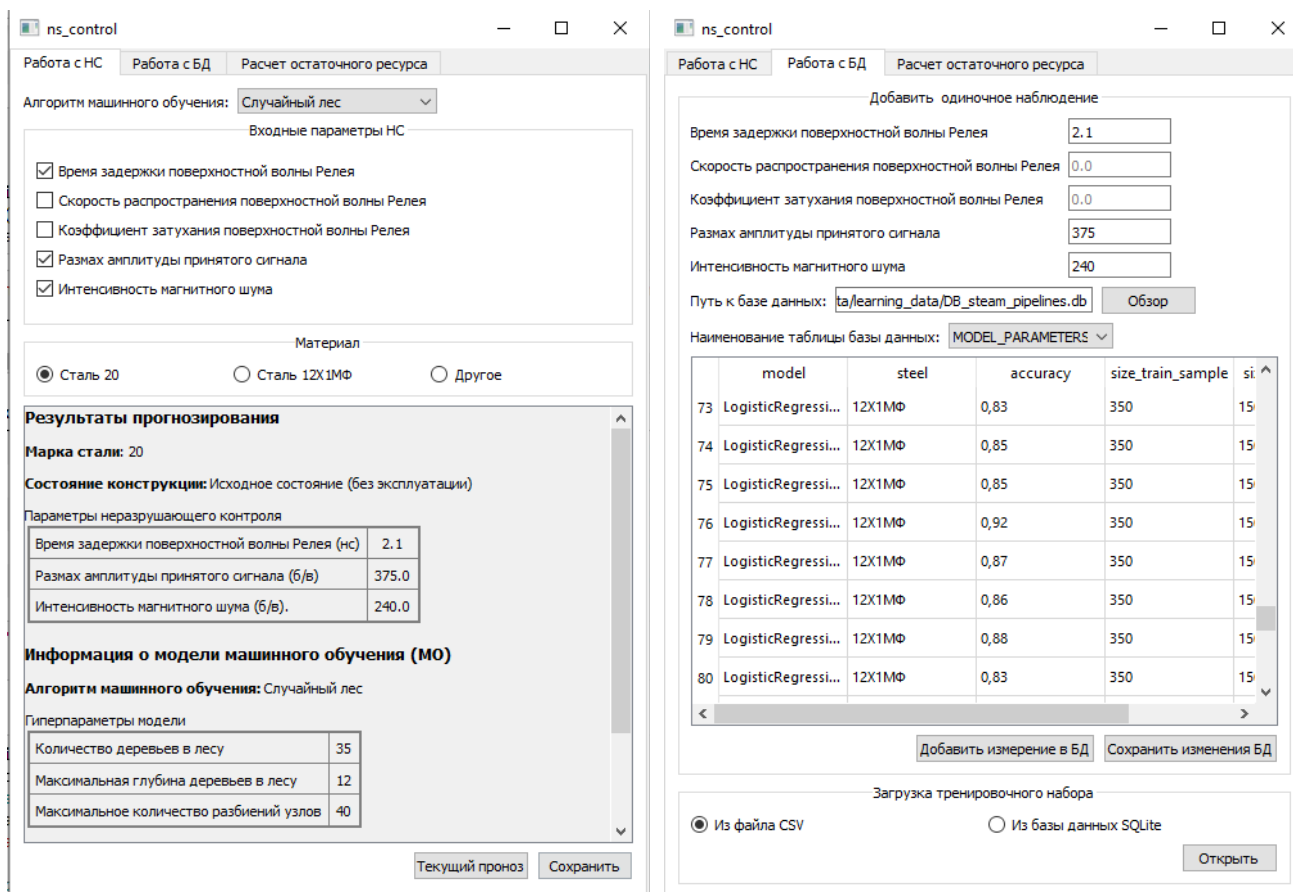 ns_control
Работа с НС Работа с БД Расчет остаточного ресурса
Алгоритм машинного обучения: Случайный лес
Входные параметры НС
Время задержки поверхностной волны Релея
Скорость распространения поверхностной волны Релея
Коэффициент затухания поверхностной волны Релея
Размах амплитуды принятого сигнала
Интенсивность магнитного шума
Материал
Сталь 20 Сталь 12Х1МФ Другое
Результаты прогнозирования
Марка стали: 20
Состояние конструкции: Исходное состояние (без эксплуатации)
Параметры неразрушающего контроля
Время задержки поверхностной волны Релея (нс) 2.1
Размах амплитуды принятого сигнала (б/в) 375.0
Интенсивность магнитного шума (б/в). 240.0
Информация о модели машинного обучения (МО)
Алгоритм машинного обучения: Случайный лес
Гиперпараметры модели
Количество деревьев в лесу 35
Максимальная глубина деревьев в лесу 12
Максимальное количество разбиений узлов 40
Текущий проноз Сохранить
ns_control
Работа с НС Работа с БД Расчет остаточного ресурса
Добавить одиночное наблюдение
Время задержки поверхностной волны Релея 2.1
Скорость распространения поверхностной волны Релея 0.0
Коэффициент затухания поверхностной волны Релея 0.0
Размах амплитуды принятого сигнала 375
Интенсивность магнитного шума 240
Путь к базе данных: ta/learning_data/DB_steam_pipelines.db Обзор
Наименование таблицы базы данных: MODEL_PARAMETERS
model steel accuracy size_train_sample si
73 LogisticRegressi... 12Х1МФ 0,83 350 15
74 LogisticRegressi... 12Х1МФ 0,85 350 15
75 LogisticRegressi... 12Х1МФ 0,85 350 15
76 LogisticRegressi... 12Х1МФ 0,92 350 15
77 LogisticRegressi... 12Х1МФ 0,87 350 15
78 LogisticRegressi... 12Х1МФ 0,86 350 15
79 LogisticRegressi... 12Х1МФ 0,88 350 15
80 LogisticRegressi... 12Х1МФ 0,83 350 15
Добавить измерение в БД Сохранить изменения БД
Загрузка тренировочного набора
Из файла CSV Из базы данных SQLite
Открыть